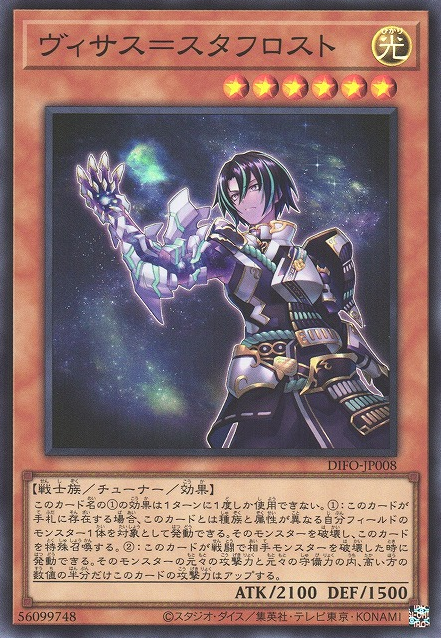 ヴィサス=スタフロスト
光
DIFO-JP008
【戦士族/チューナー/効果】
このカード名の①の効果は1ターンに1度しか使用できない。①:このカードが
手札に存在する場合、このカードとは種族と属性が異なる自分フィールドの
モンスター1体を対象として発動できる。そのモンスターを破壊し、このカード
を特殊召喚する。②:このカードが戦闘で相手モンスターを破壊した時に
発動できる。そのモンスターの元々の攻撃力と元々の守備力の内、高い方の
数値の半分だけこのカードの攻撃力はアップする。
ATK/2100 DEF/1500
56099748
©スタジオ・ダイス/集英社・テレビ東京・KONAMI